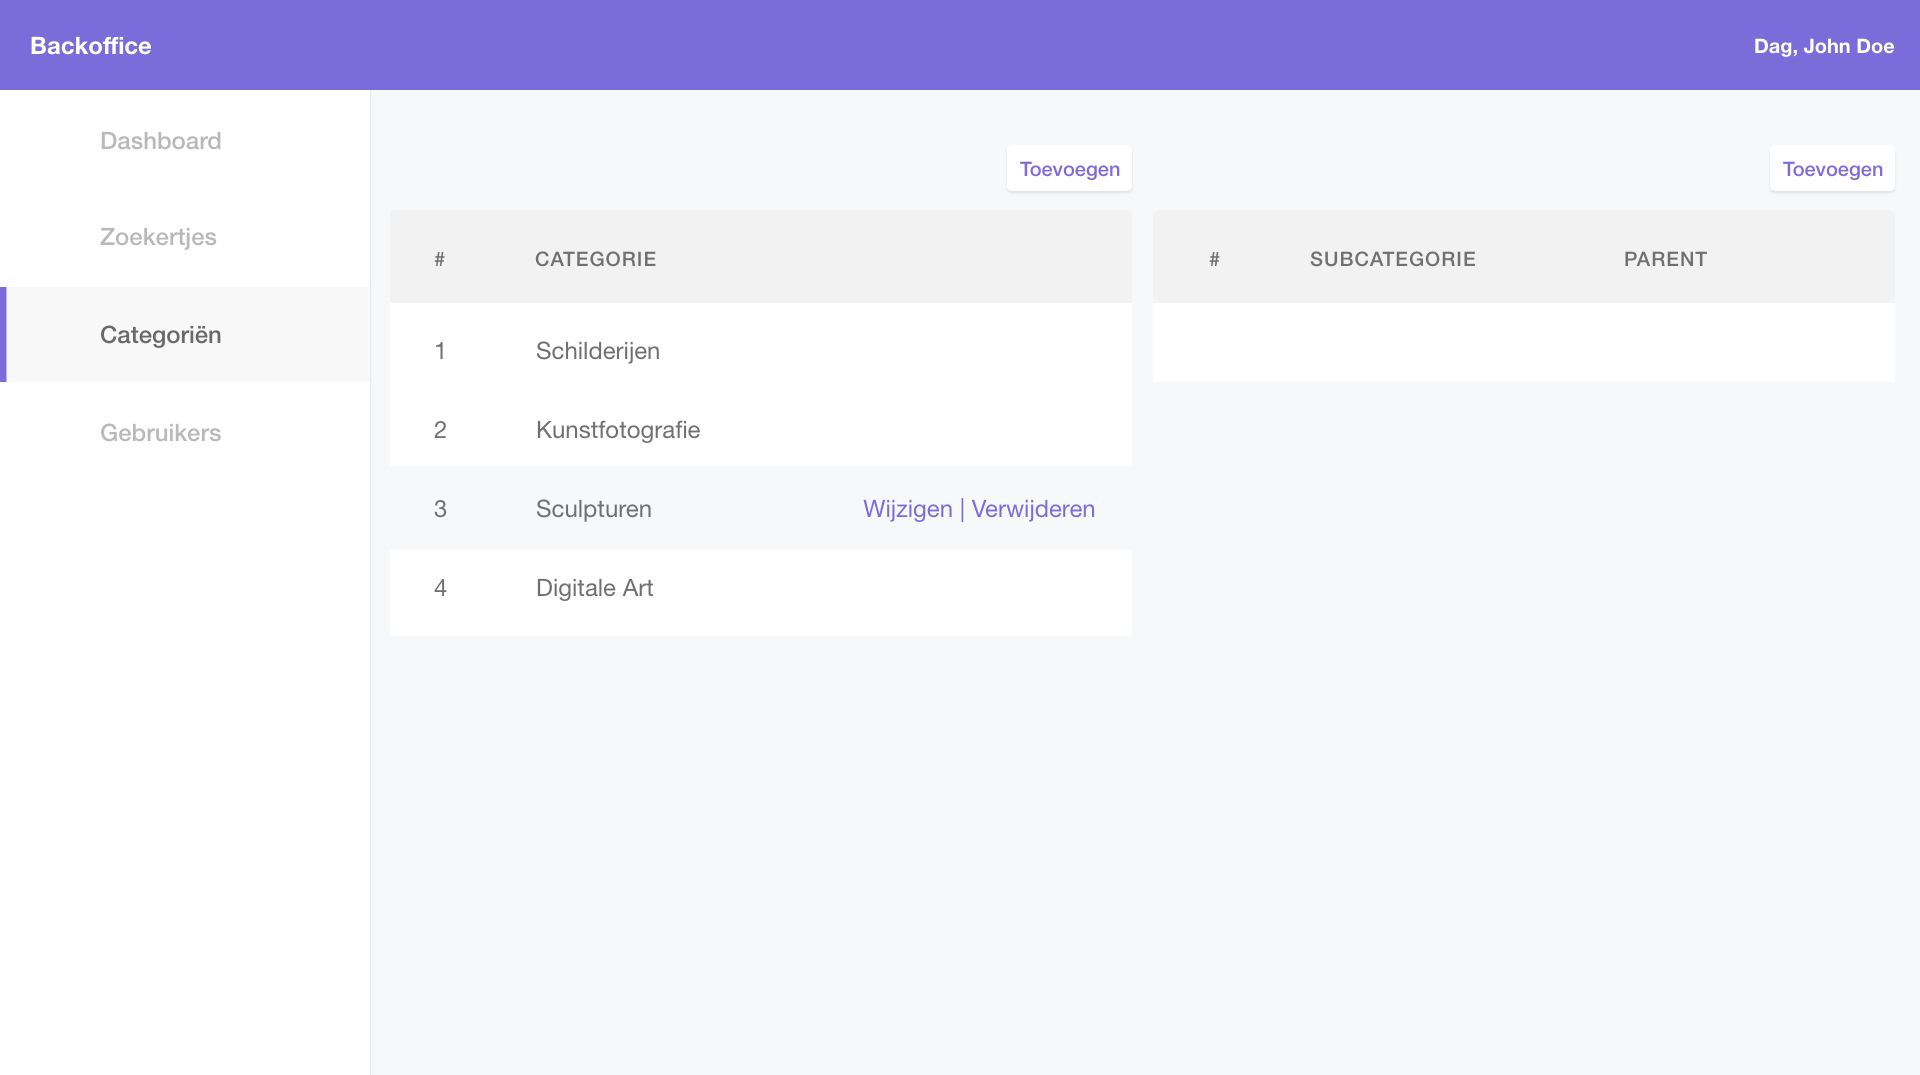 Backoffice
Dag, John Doe
Dashboard
Zoekertjes
Categoriën
Gebruikers
Toevoegen
# CATEGORIE
1 Schilderijen
2 Kunstfotografie
3 Sculpturen Wijzigen | Verwijderen
4 Digitale Art
Toevoegen
# SUBCATEGORIE PARENT